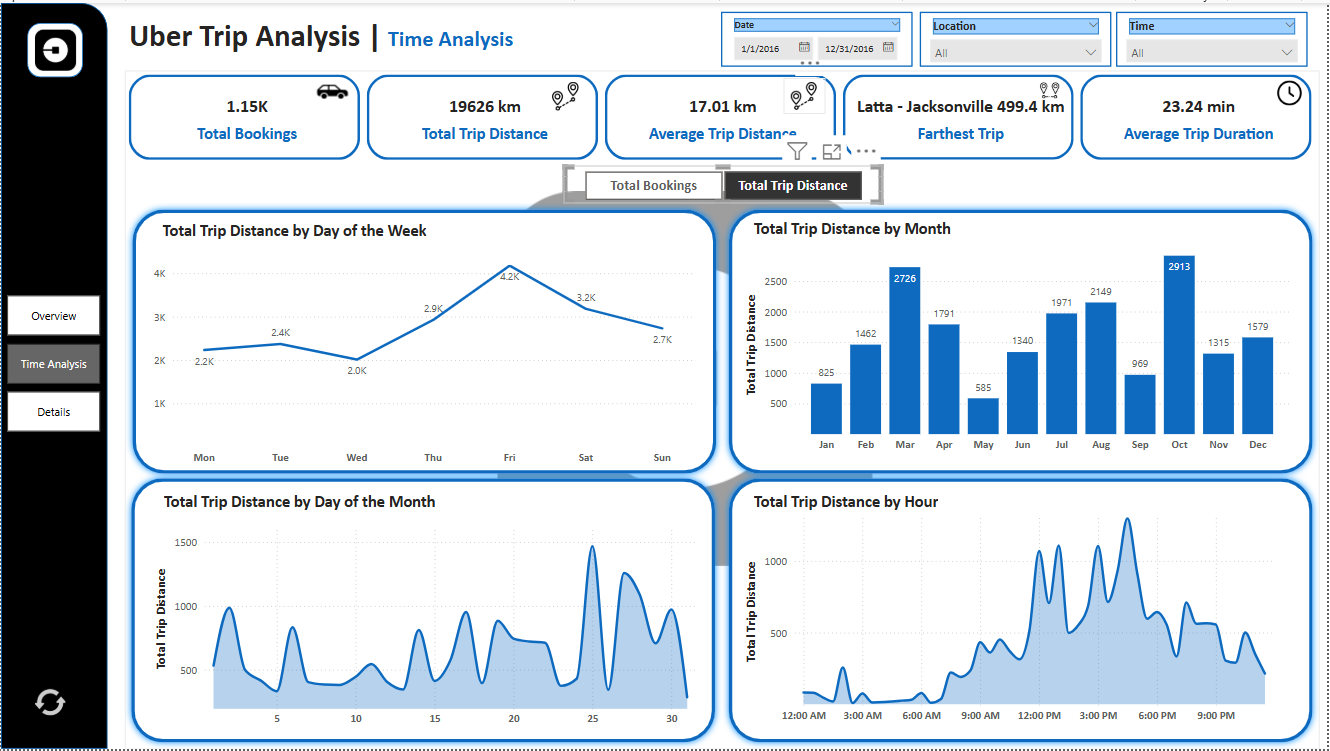 Uber Trip Analysis | Time Analysis
Date
1/1/2016
12/31/2016
Location
All
Time
All
1.15K
Total Bookings
19626 km
Total Trip Distance
17.01 km
Average Trip Distance
Latta - Jacksonville 499.4 km
Farthest Trip
23.24 min
Average Trip Duration
Total Bookings
Total Trip Distance
Overview
Time Analysis
Details
Total Trip Distance by Day of the Week
4K
3K
2K
1K
2.2K
2.4K
2.0K
2.9K
4.2K
3.2K
2.7K
Mon Tue Wed Thu Fri Sat Sun
Total Trip Distance by Month
Total Trip Distance
2500
2000
1500
1000
500
825
1462
2726
1791
585
1340
1971
2149
969
2913
1315
1579
Jan Feb Mar Apr May Jun Jul Aug Sep Oct Nov Dec
Total Trip Distance by Day of the Month
Total Trip Distance
1500
1000
500
5 10 15 20 25 30
Total Trip Distance by Hour
Total Trip Distance
1000
500
12:00 AM 3:00 AM 6:00 AM 9:00 AM 12:00 PM 3:00 PM 6:00 PM 9:00 PM